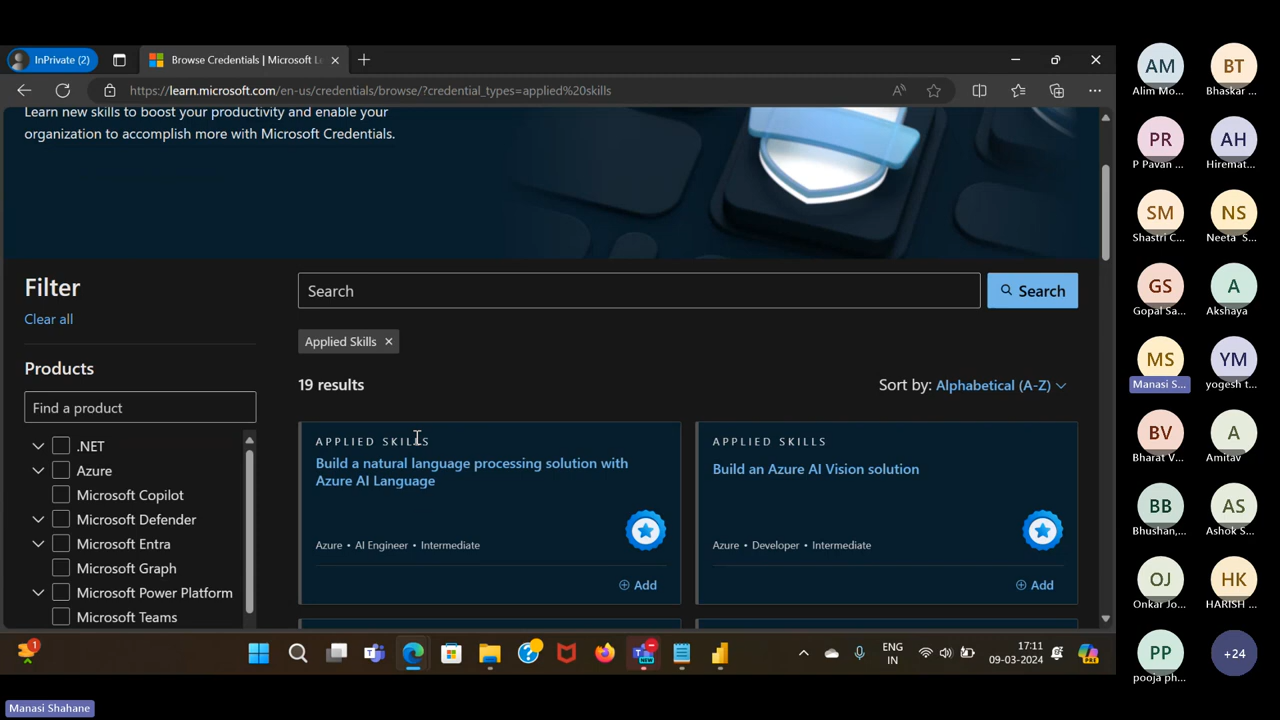 InPrivate (2)
Browse Credentials | Microsoft L
https://learn.microsoft.com/en-us/credentials/browse/?credential_types=applied%20skills
Learn new skills to boost your productivity and enable your
organization to accomplish more with Microsoft Credentials.
Filter
Clear all
Products
Find a product
.NET
Azure
Microsoft Copilot
Microsoft Defender
Microsoft Entra
Microsoft Graph
Microsoft Power Platform
Microsoft Teams
Search
Search
Applied Skills
19 results
Sort by: Alphabetical (A-Z)
APPLIED SKILLS
Build a natural language processing solution with
Azure AI Language
Azure • AI Engineer • Intermediate
Add
APPLIED SKILLS
Build an Azure AI Vision solution
Azure • Developer • Intermediate
Add
1
NEW
ENG
IN
17:11
09-03-2024
PRE
Manasi Shahane
AM
Alim Mo...
BT
Bhaskar ...
PR
P Pavan ...
AH
Hiremat...
SM
Shastri C...
NS
Neeta S...
GS
Gopal Sa...
A
Akshaya
MS
Manasi S...
YM
yogesh t...
BV
Bharat V...
A
Amitav
BB
Bhushan,...
AS
Ashok S...
OJ
Onkar Jo...
HK
HARISH ...
PP
pooja ph...
+24